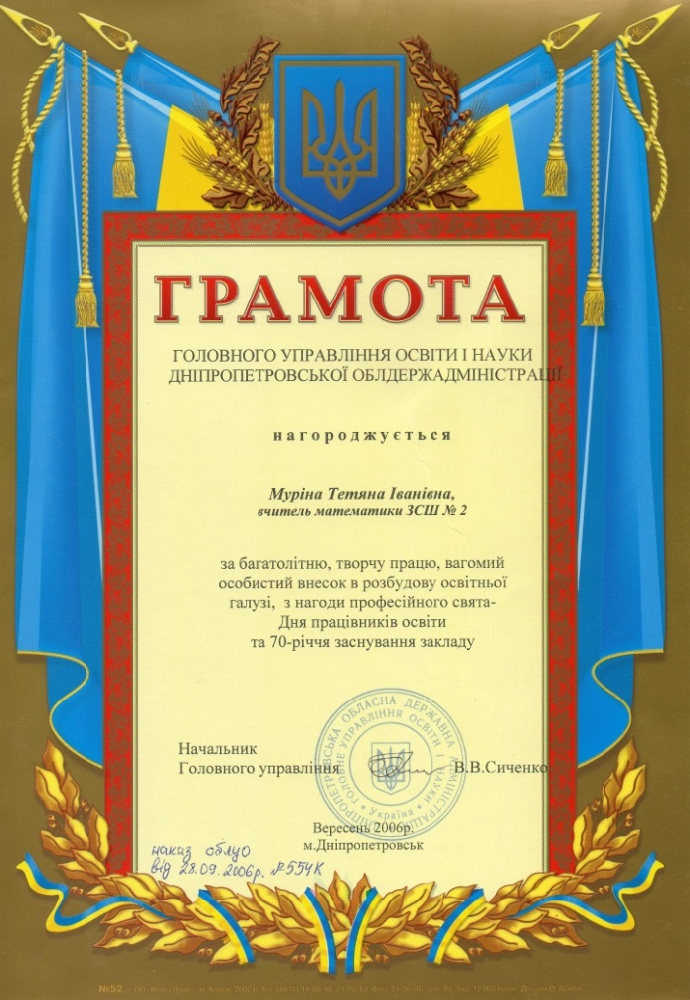 ГРАМОТА
ГОЛОВНОГО УПРАВЛІННЯ ОСВІТИ І НАУКИ
ДНІПРОПЕТРОВСЬКОЇ ОБЛДЕРЖАДМІНІСТРАЦІЇ
нагороджується
Муріна Тетяна Іванівна,
вчитель математики ЗСШ № 2
за багатолітню, творчу працю, вагомий
особистий внесок в розбудову освітньої
галузі, з нагоди професійного свята-
Дня працівників освіти
та 70-річчя заснування закладу
ДНІПРОПЕТРОВСЬКА ОБЛАСНА ДЕРЖАВНА АДМІНІСТРАЦІЯ
ГОЛОВНЕ УПРАВЛІННЯ ОСВІТИ І НАУКИ
* Україна *
Начальник
Головного управління В.В.Сиченко
Вересень 2006р.
м.Дніпропетровськ
наказ облуо
від 28.09.2006р. №554К
№52